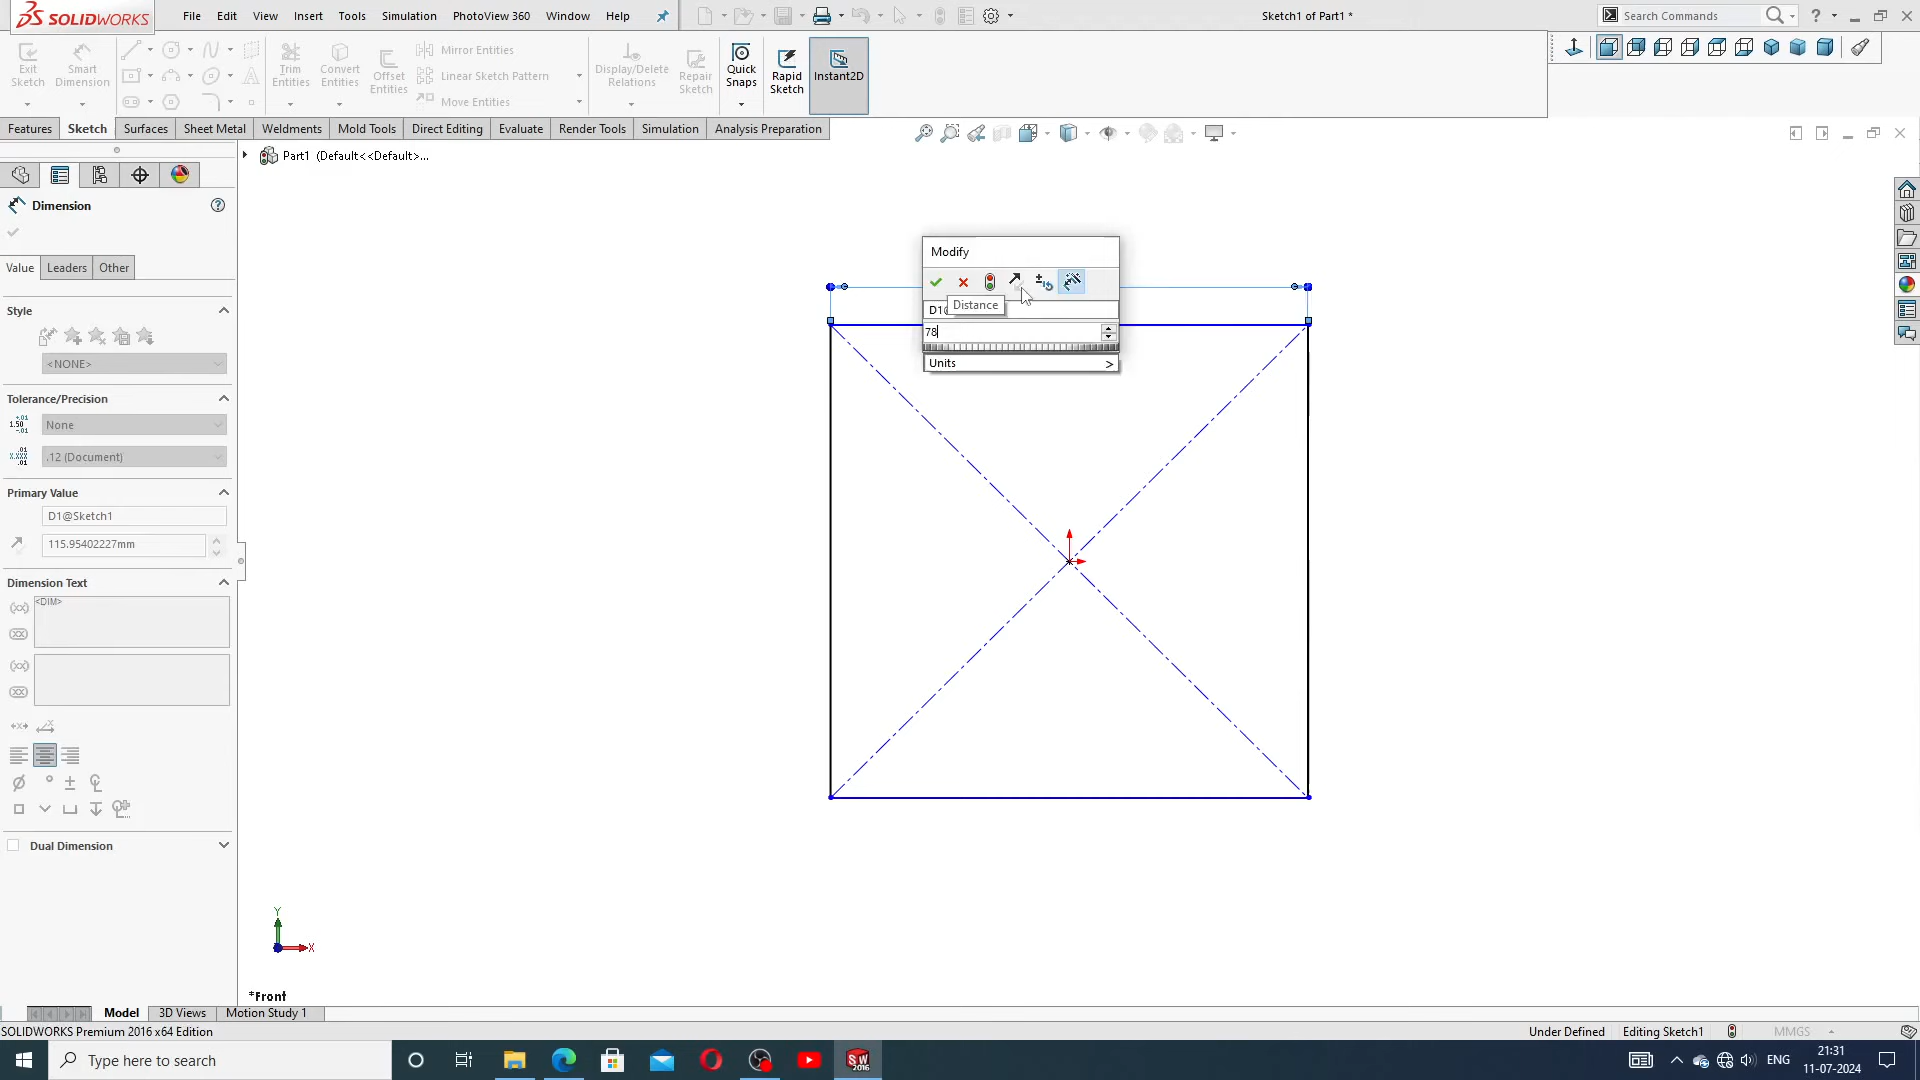 SOLIDWORKS
File Edit View Insert Tools Simulation PhotoView 360 Window Help
Sketch1 of Part1 *
Search Commands
Exit Sketch
Smart Dimension
Trim Entities
Convert Entities
Offset Entities
Mirror Entities
Linear Sketch Pattern
Move Entities
Display/Delete Relations
Repair Sketch
Quick Snaps
Rapid Sketch
Instant2D
Features Sketch Surfaces Sheet Metal Weldments Mold Tools Direct Editing Evaluate Render Tools Simulation Analysis Preparation
Part1 (Default<<Default>...
Dimension
Value Leaders Other
Style
<NONE>
Tolerance/Precision
None
.12 (Document)
Primary Value
D1@Sketch1
115.95402227mm
Dimension Text
<DIM>
Dual Dimension
Modify
D1@
Distance
78
Units >
Y
X
*Front
Model 3D Views Motion Study 1
SOLIDWORKS Premium 2016 x64 Edition
Under Defined Editing Sketch1 MMGS
Type here to search
ENG
21:31
11-07-2024